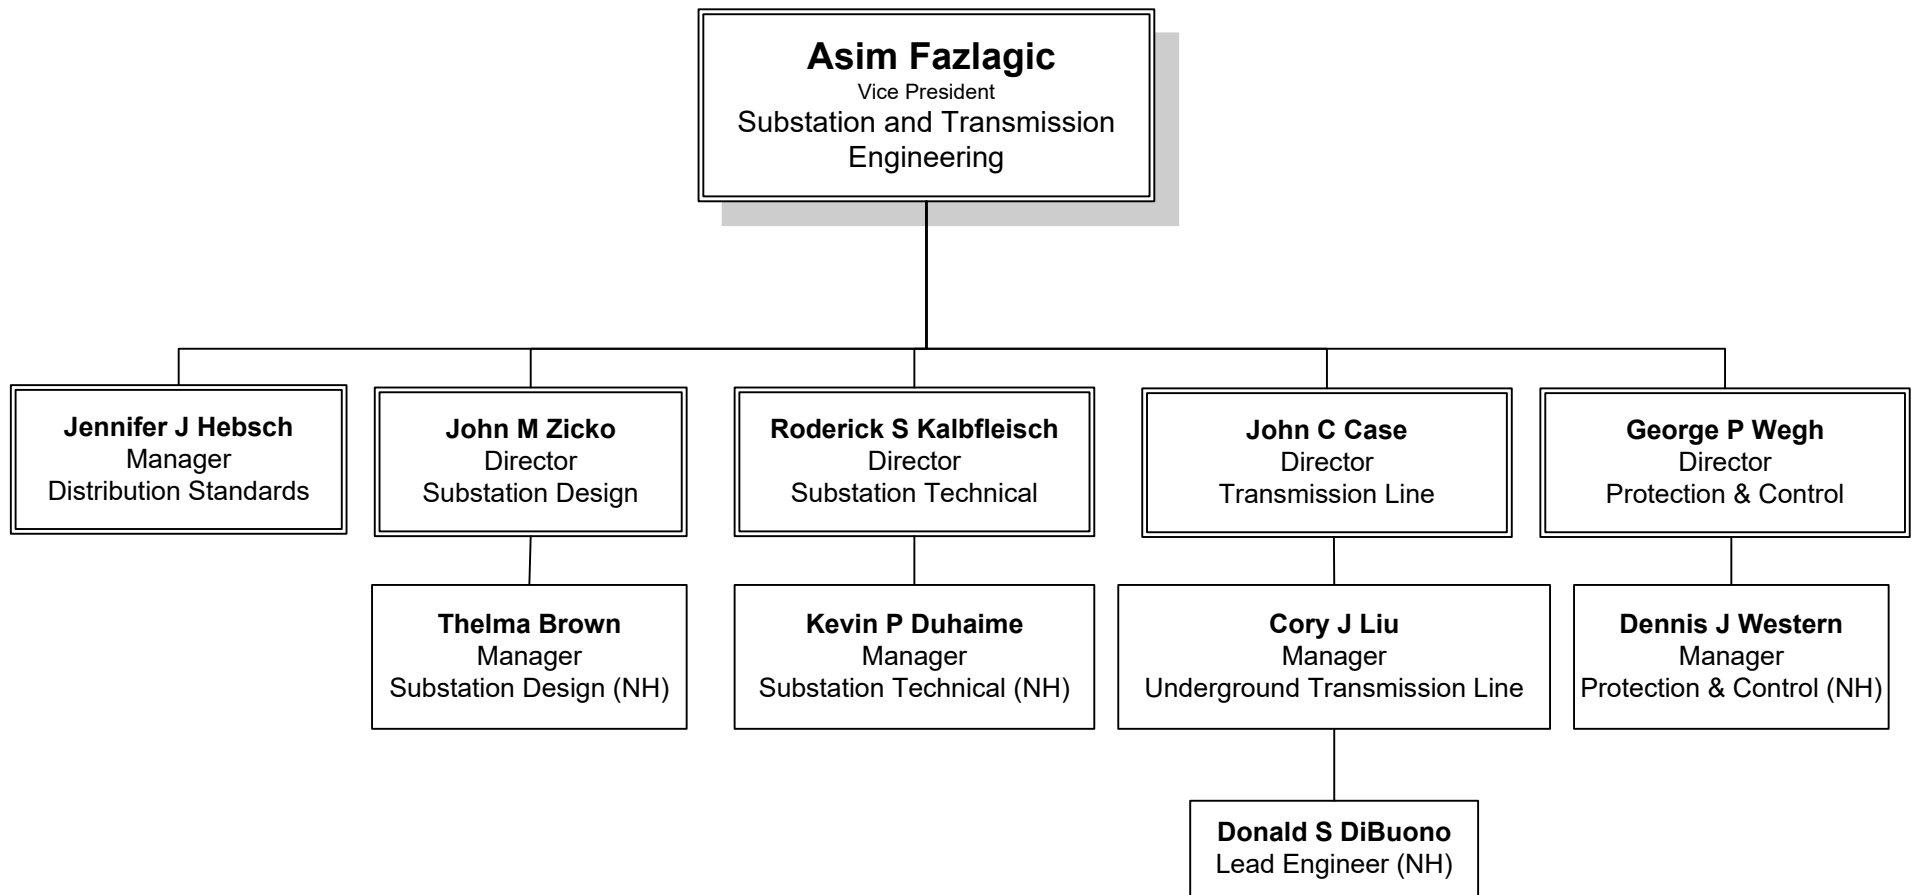 Asim Fazlagic
Vice President
Substation and Transmission
Engineering
Jennifer J Hebsch
Manager
Distribution Standards
John M Zicko
Director
Substation Design
Roderick S Kalbfleisch
Director
Substation Technical
John C Case
Director
Transmission Line
George P Wegh
Director
Protection & Control
Thelma Brown
Manager
Substation Design (NH)
Kevin P Duhaime
Manager
Substation Technical (NH)
Cory J Liu
Manager
Underground Transmission Line
Dennis J Western
Manager
Protection & Control (NH)
Donald S DiBuono
Lead Engineer (NH)